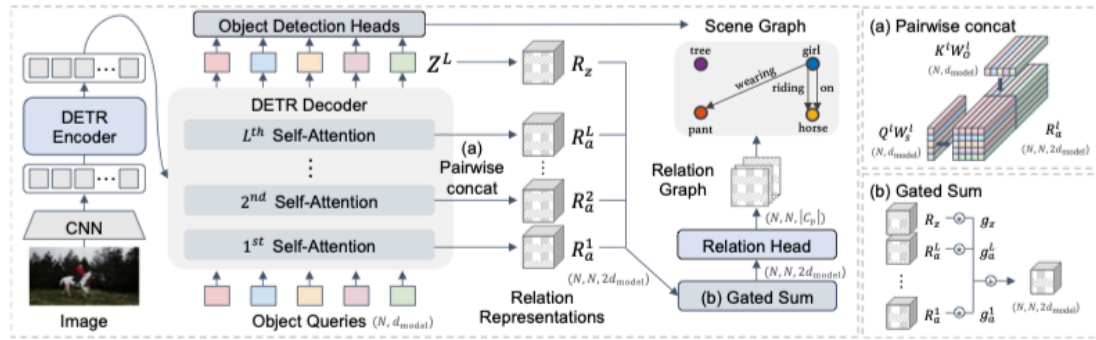 Object Detection Heads
Scene Graph
(a) Pairwise concat
K^l W_o^l
(N, d_model)
Q^l W_s^l
(N, d_model)
R_a^l
(N, N, 2d_model)
DETR
Encoder
CNN
Image
Z^L
R_z
DETR Decoder
L^th Self-Attention
⋮
2^nd Self-Attention
1^st Self-Attention
(a)
Pairwise
concat
R_a^L
⋮
R_a^2
R_a^1
(N, N, 2d_model)
Object Queries (N, d_model)
Relation
Representations
tree
girl
wearing
riding
on
pant
horse
Relation
Graph
(N, N, |C_p|)
Relation Head
(N, N, 2d_model)
(b) Gated Sum
(b) Gated Sum
R_z
g_z
R_a^L
g_a^L
⋮
R_a^1
g_a^1
(N, N, 2d_model)